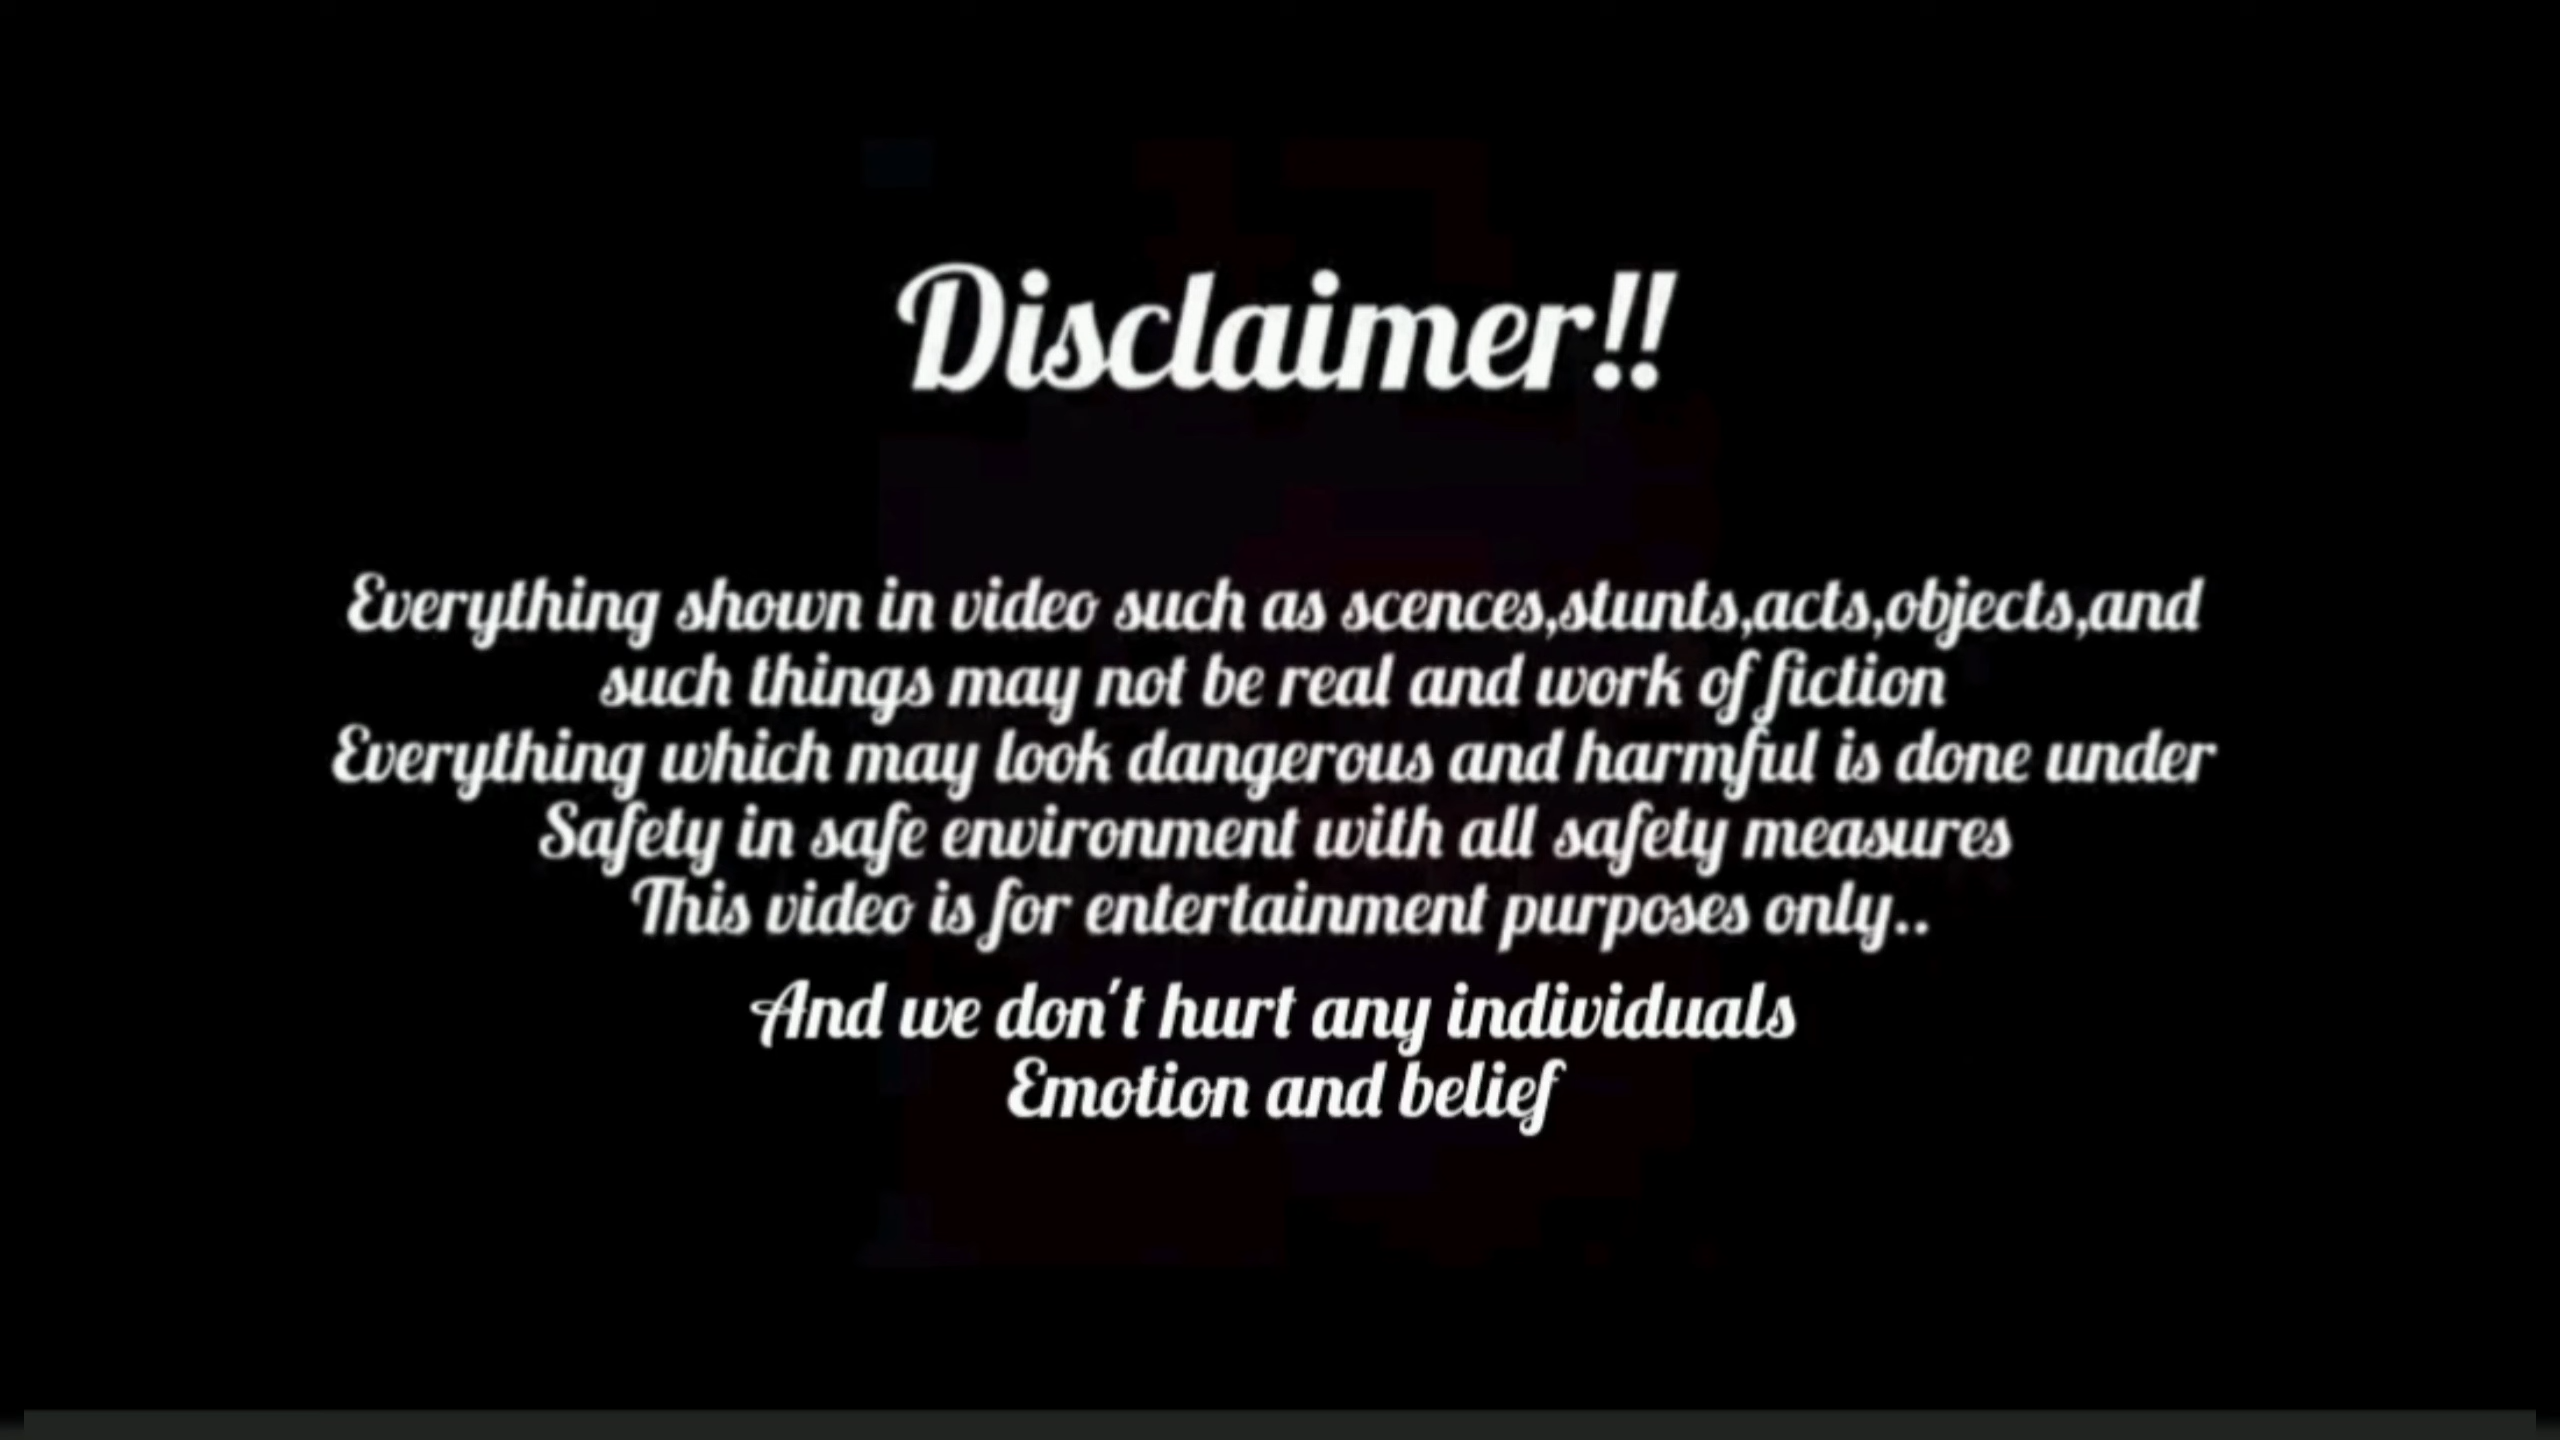 Disclaimer!!
Everything shown in video such as scences,stunts,acts,objects,and
such things may not be real and work of fiction
Everything which may look dangerous and harmful is done under
Safety in safe environment with all safety measures
This video is for entertainment purposes only..
And we don't hurt any individuals
Emotion and belief